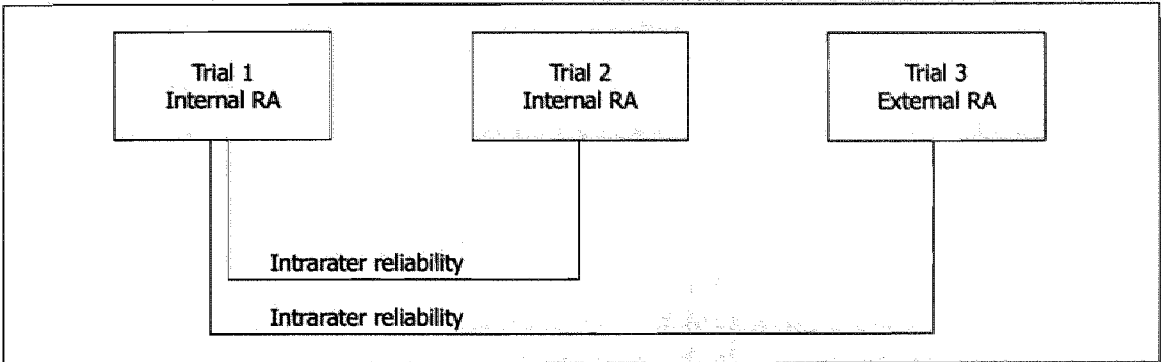 Trial 1
Internal RA
Trial 2
Internal RA
Trial 3
External RA
Intrarater reliability
Intrarater reliability